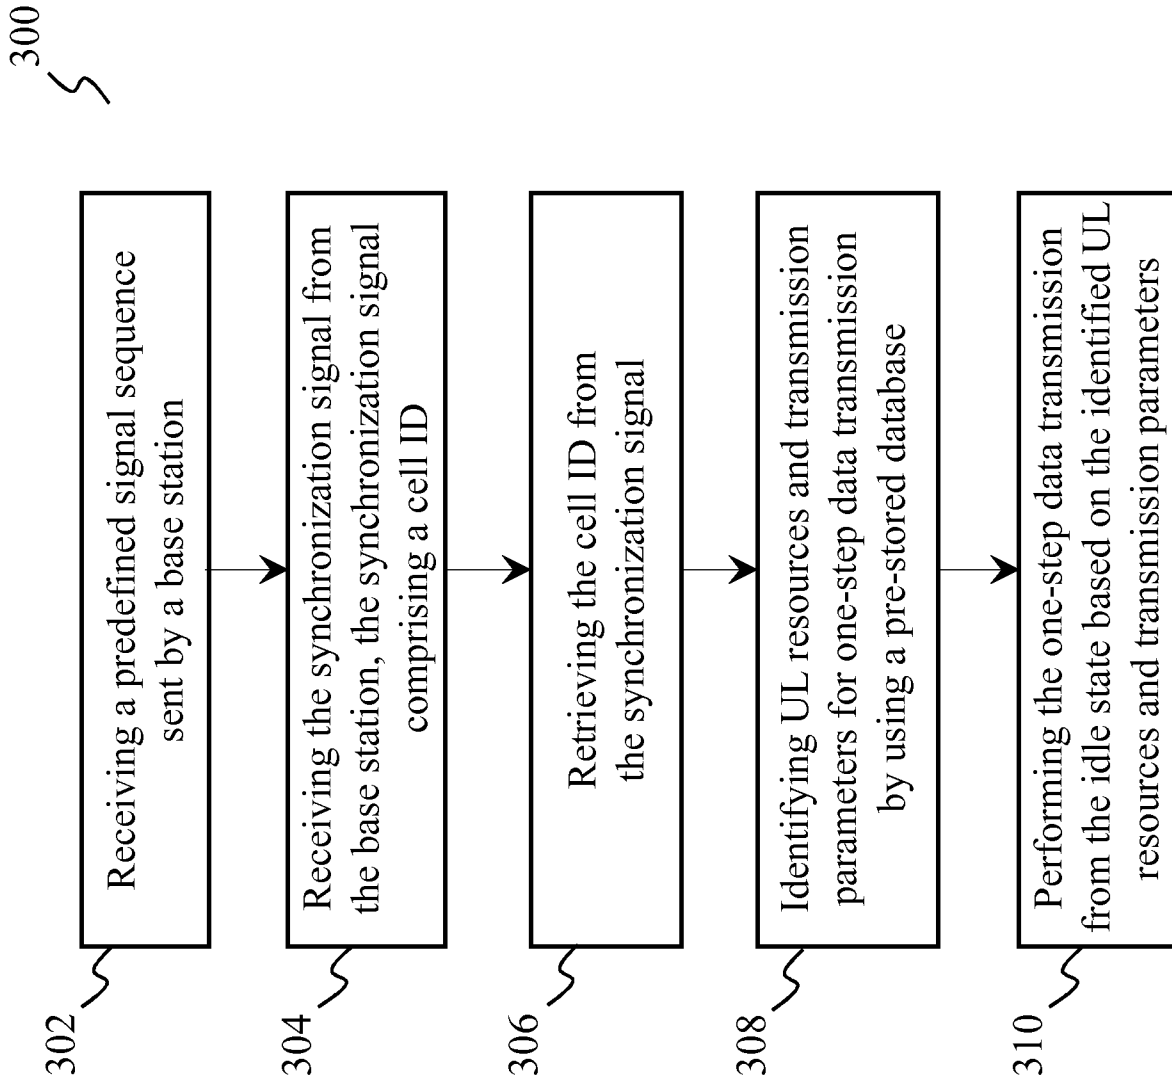 300
302
Receiving a predefined signal sequence
sent by a base station
304
Receiving the synchronization signal from
the base station, the synchronization signal
comprising a cell ID
306
Retrieving the cell ID from
the synchronization signal
308
Identifying UL resources and transmission
parameters for one-step data transmission
by using a pre-stored database
310
Performing the one-step data transmission
from the idle state based on the identified UL
resources and transmission parameters